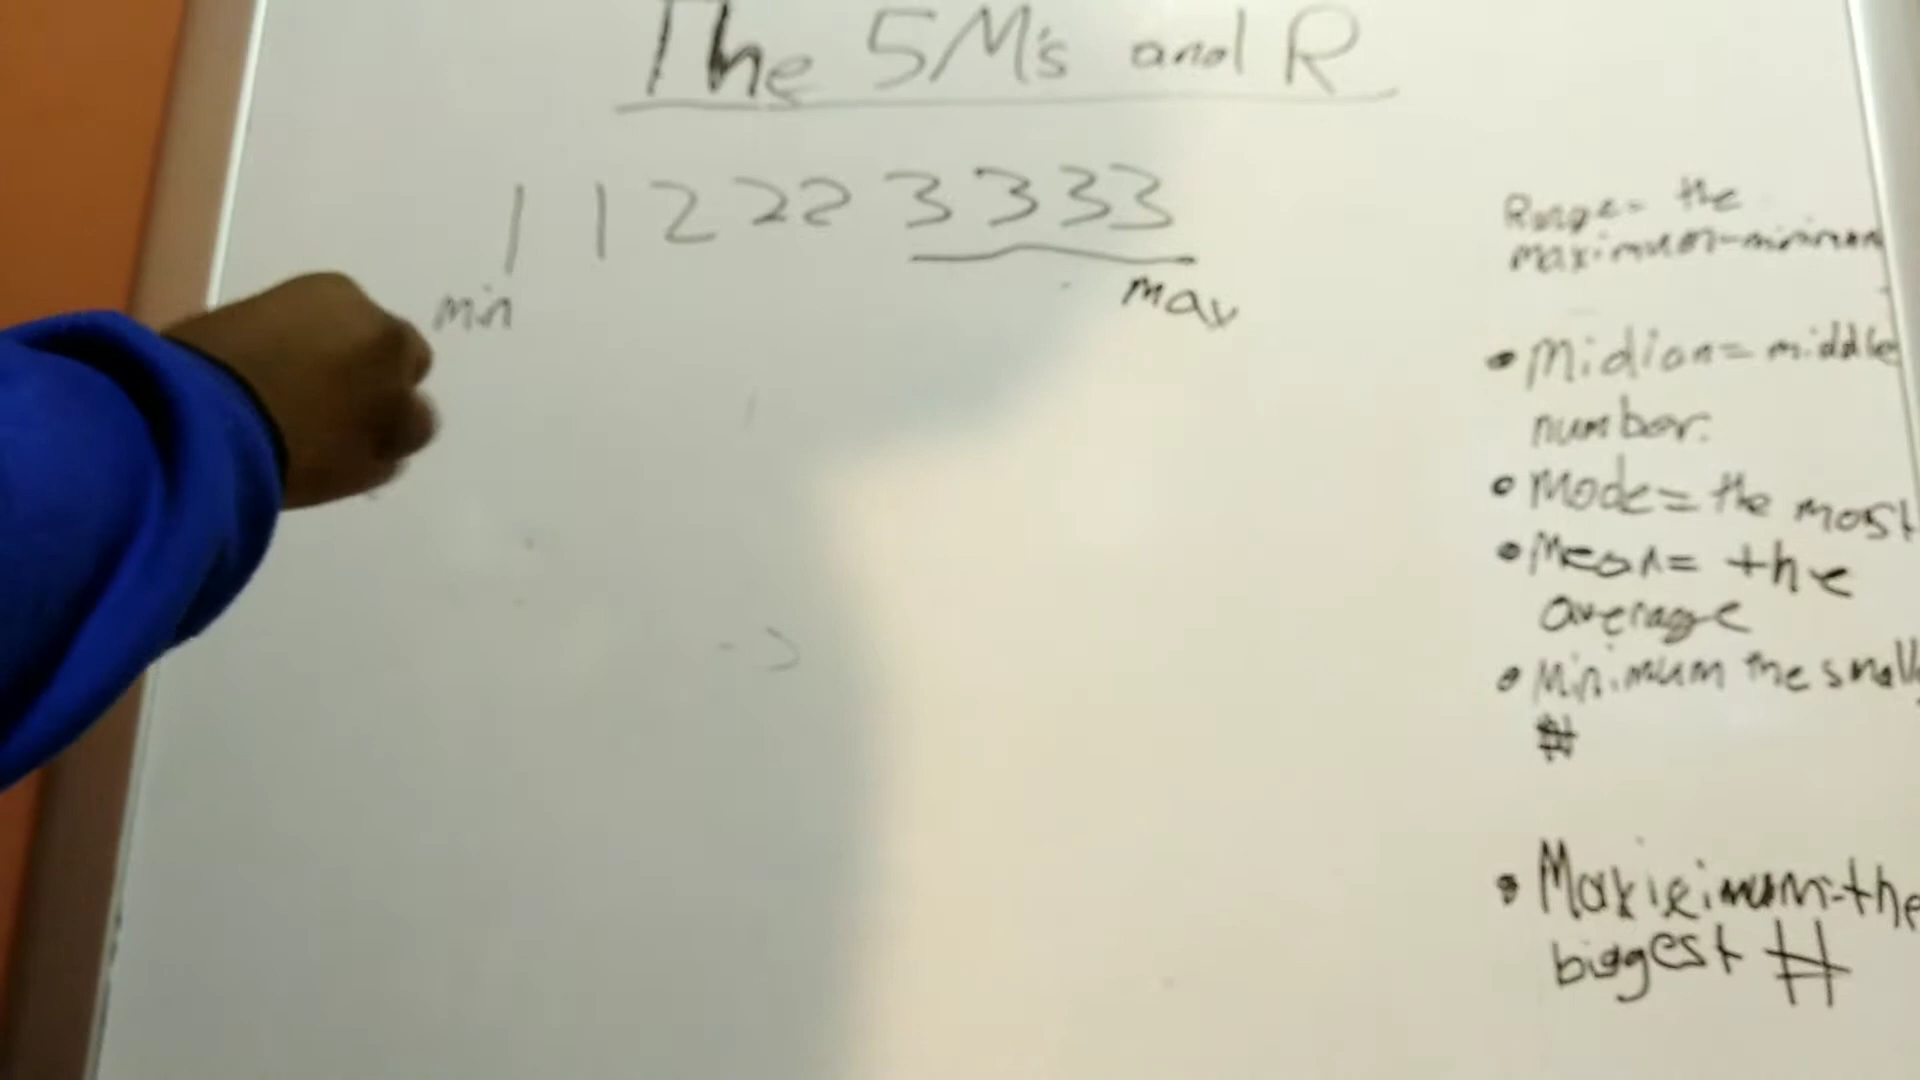 The 5M's and R
1 1 2 2 2 3 3 3 3
min
max
Range- the
maximum-minimum
• Midian= middle
number.
• Mode= the most
• Mean= the
average
• Minimum the small
#
• Makiximum-the
biggest #